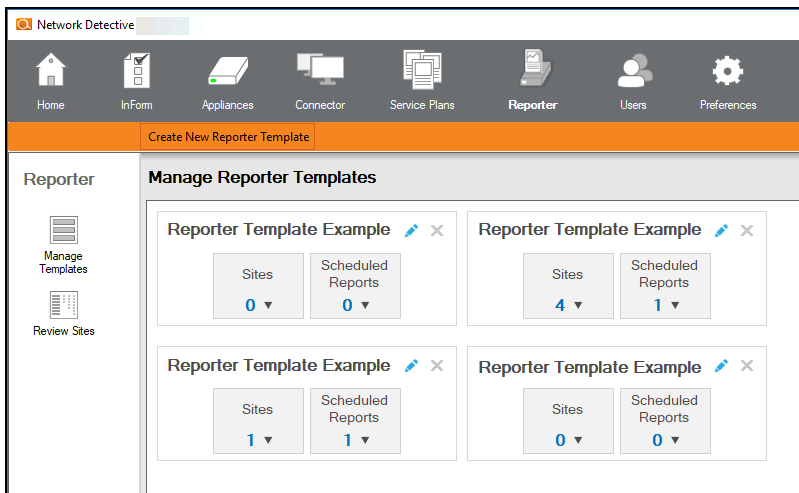 Network Detective
Home InForm Appliances Connector Service Plans Reporter Users Preferences
Create New Reporter Template
Reporter
Manage
Templates
Review Sites
Manage Reporter Templates
Reporter Template Example
Sites
0
Scheduled
Reports
0
Reporter Template Example
Sites
4
Scheduled
Reports
1
Reporter Template Example
Sites
1
Scheduled
Reports
1
Reporter Template Example
Sites
0
Scheduled
Reports
0